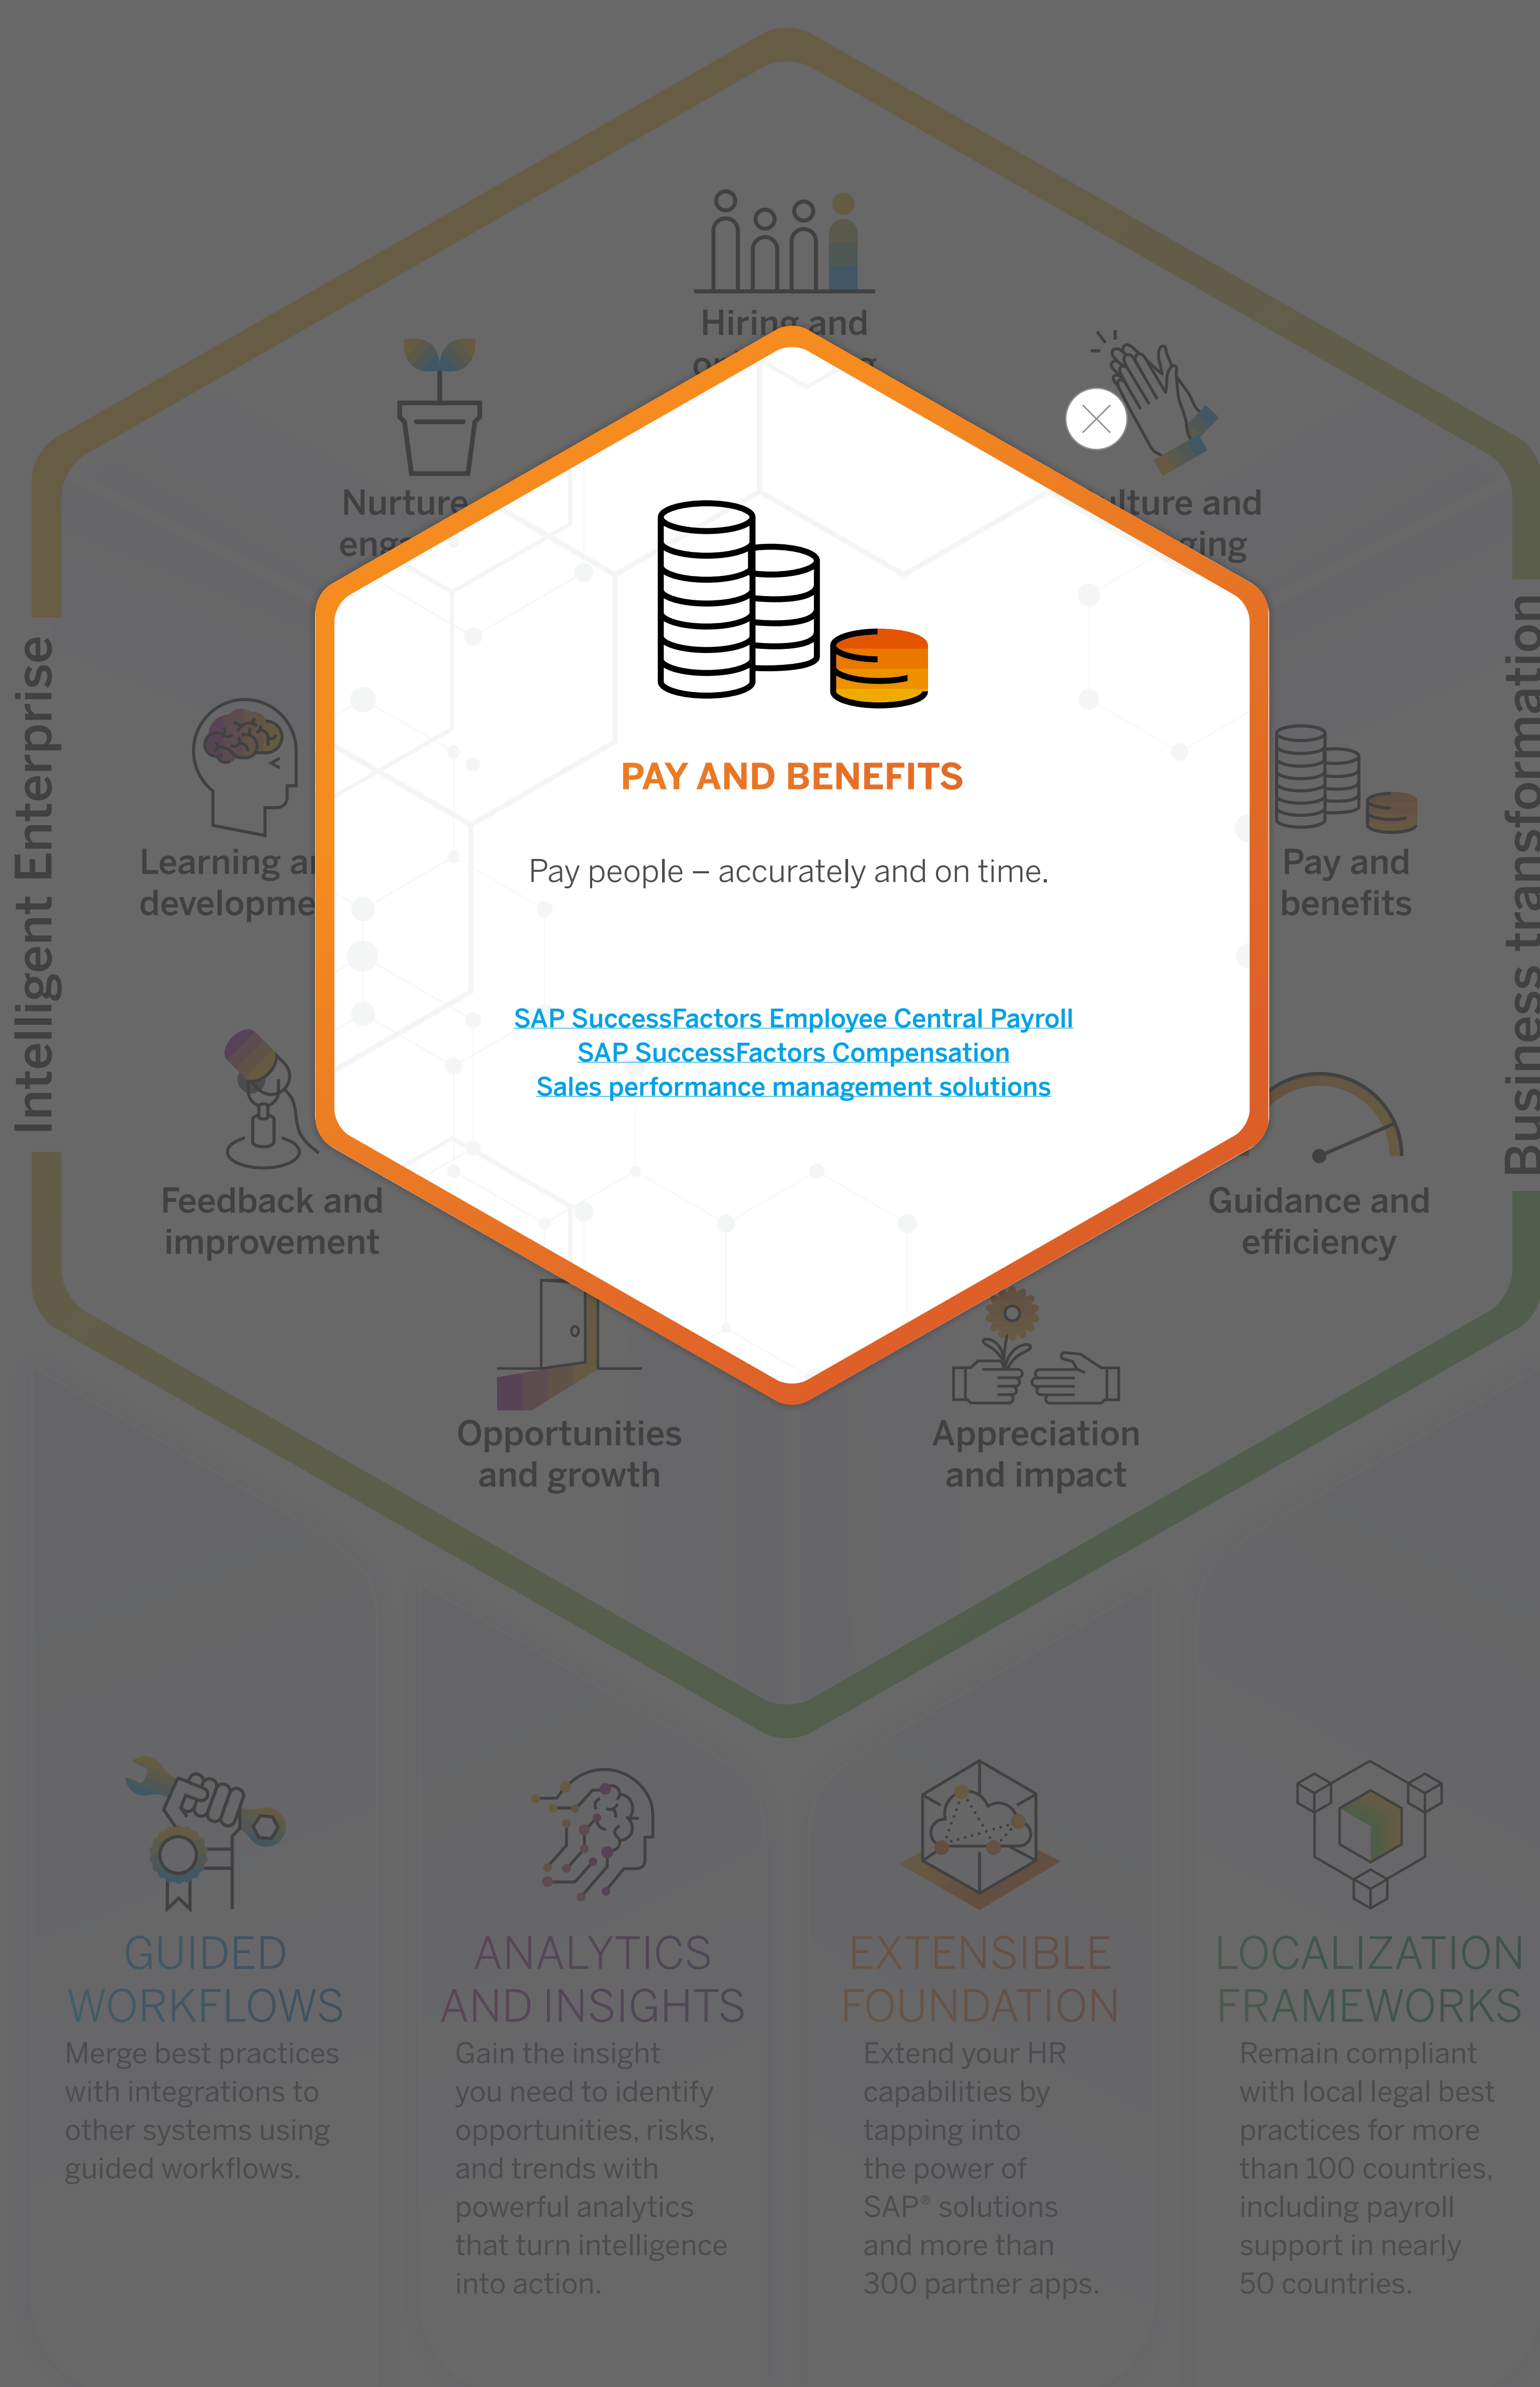 Hiring and
Nurture
Culture and
Intelligent Enterprise
Business transformation
PAY AND BENEFITS
Pay people – accurately and on time.
SAP SuccessFactors Employee Central Payroll
SAP SuccessFactors Compensation
Sales performance management solutions
Learning
Pay and
benefits
Feedback and
improvement
Guidance and
efficiency
Opportunities
and growth
Appreciation
and impact
GUIDED
WORKFLOWS
Merge best practices
with integrations to
other systems using
guided workflows.
ANALYTICS
AND INSIGHTS
Gain the insight
you need to identify
opportunities, risks,
and trends with
powerful analytics
that turn intelligence
into action.
EXTENSIBLE
FOUNDATION
Extend your HR
capabilities by
tapping into
the power of
SAP® solutions
and more than
300 partner apps.
LOCALIZATION
FRAMEWORKS
Remain compliant
with local legal best
practices for more
than 100 countries,
including payroll
support in nearly
50 countries.